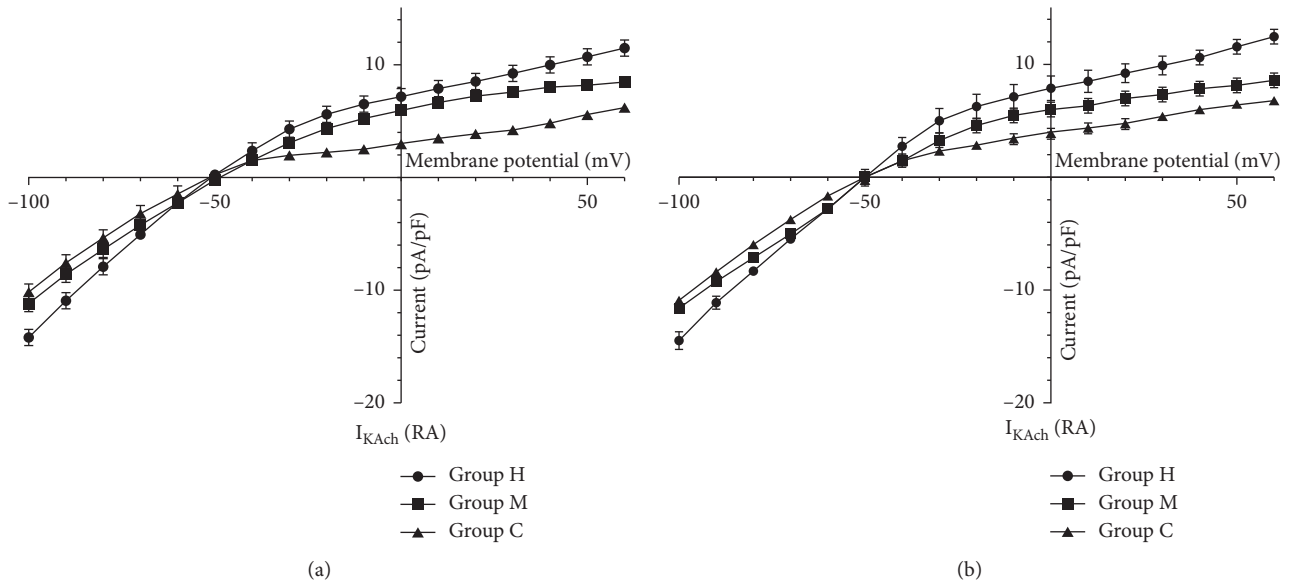 10
Membrane potential (mV)
–100
–50
50
Current (pA/pF)
–10
–20
I_KAch (RA)
Group H
Group M
Group C
(a)
10
Membrane potential (mV)
–100
–50
50
Current (pA/pF)
–10
–20
I_KAch (RA)
Group H
Group M
Group C
(b)